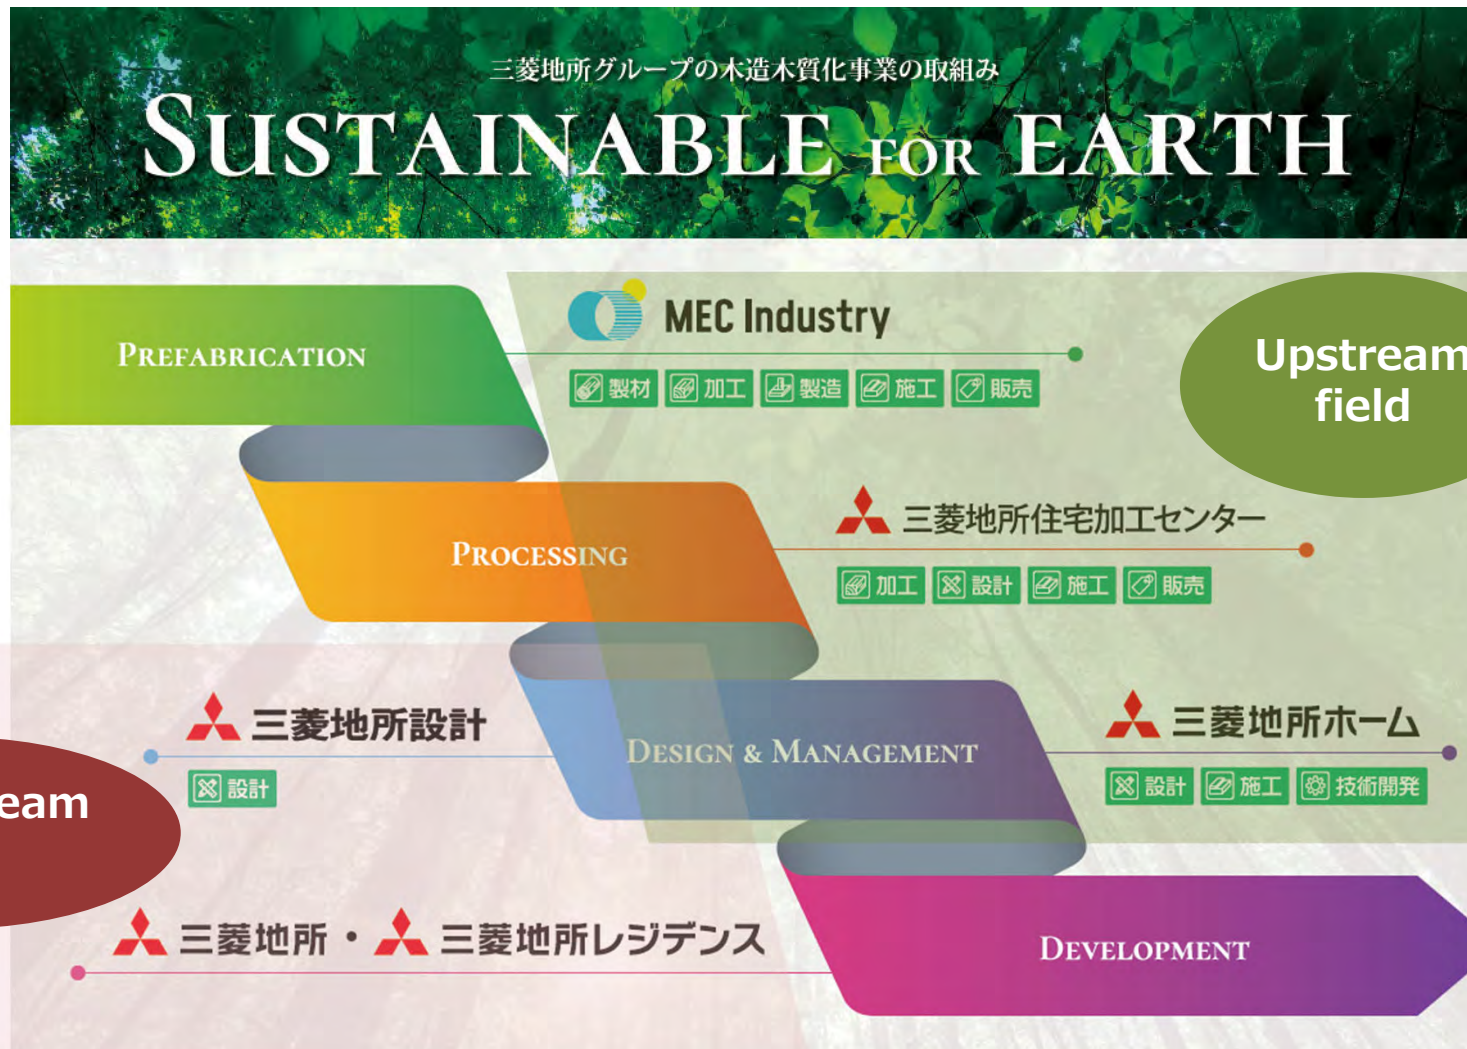 三菱地所グループの木造木質化事業の取組み
SUSTAINABLE FOR EARTH
PREFABRICATION
MEC Industry
製材 加工 製造 施工 販売
Upstream
field
PROCESSING
三菱地所住宅加工センター
加工 設計 施工 販売
三菱地所設計
設計
DESIGN & MANAGEMENT
三菱地所ホーム
設計 施工 技術開発
eam
三菱地所・三菱地所レジデンス
DEVELOPMENT